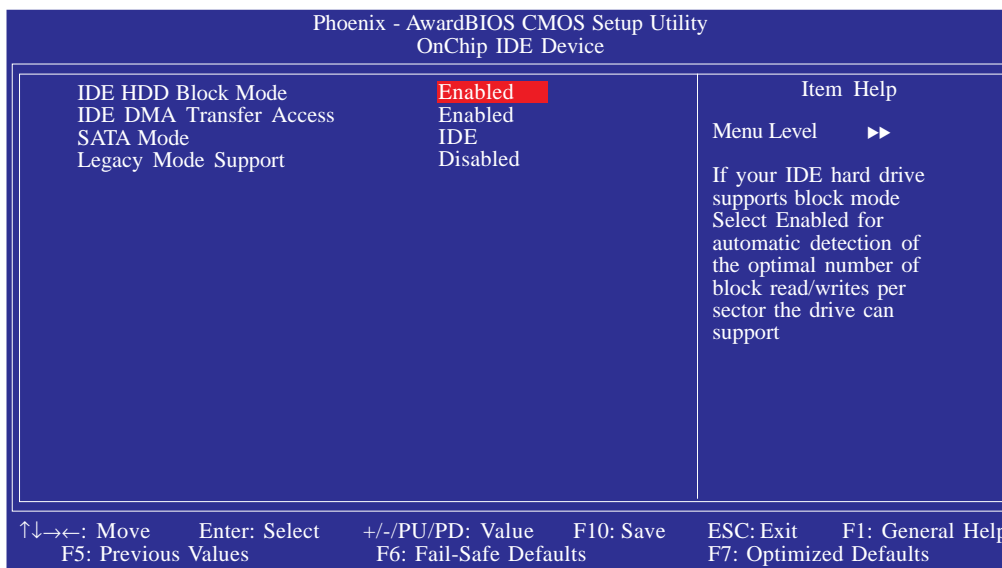 Phoenix - AwardBIOS CMOS Setup Utility
OnChip IDE Device
IDE HDD Block Mode Enabled
IDE DMA Transfer Access Enabled
SATA Mode IDE
Legacy Mode Support Disabled
Item Help
Menu Level ▶▶
If your IDE hard drive
supports block mode
Select Enabled for
automatic detection of
the optimal number of
block read/writes per
sector the drive can
support
↑↓→←: Move Enter: Select +/-/PU/PD: Value F10: Save ESC: Exit F1: General Help
F5: Previous Values F6: Fail-Safe Defaults F7: Optimized Defaults